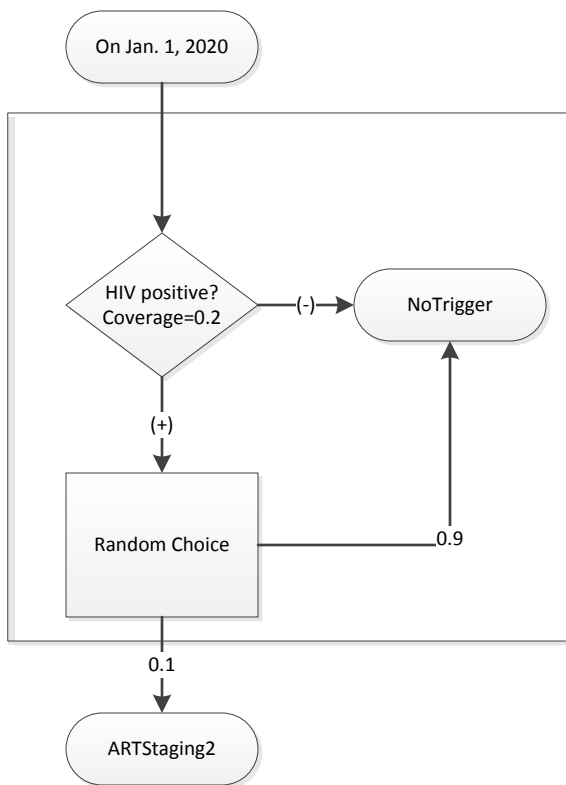 On Jan. 1, 2020
HIV positive?
Coverage=0.2
(-)
NoTrigger
(+)
Random Choice
0.9
0.1
ARTStaging2